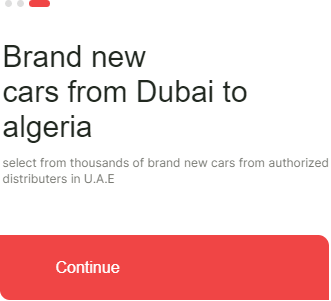 Brand new
cars from Dubai to
algeria
select from thousands of brand new cars from authorized
distributers in U.A.E
Continue